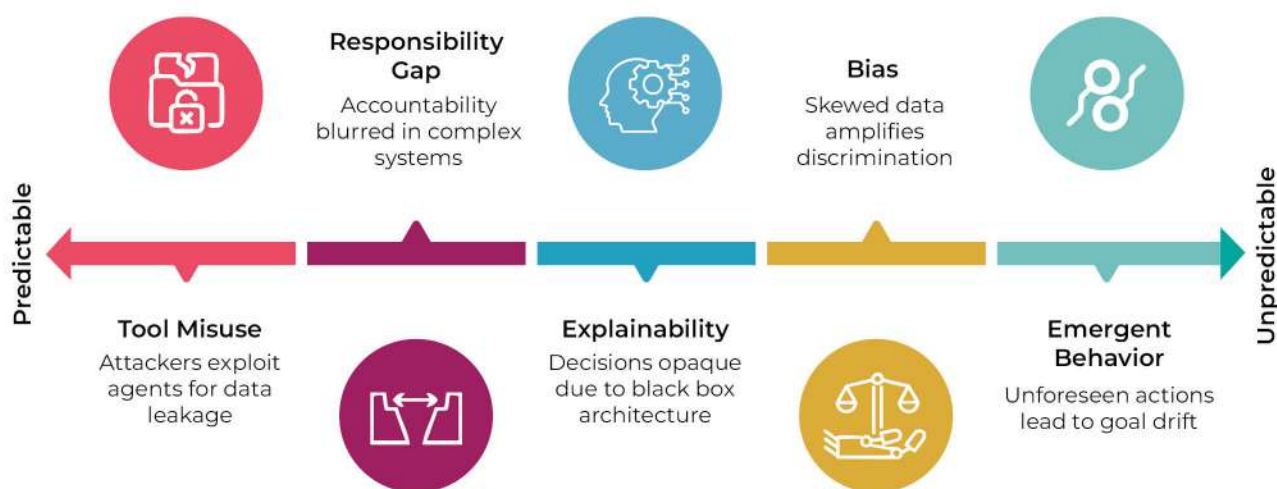 Predictable
Tool Misuse
Attackers exploit
agents for data
leakage
Responsibility
Gap
Accountability
blurred in complex
systems
Explainability
Decisions opaque
due to black box
architecture
Bias
Skewed data
amplifies
discrimination
Emergent
Behavior
Unforeseen actions
lead to goal drift
Unpredictable